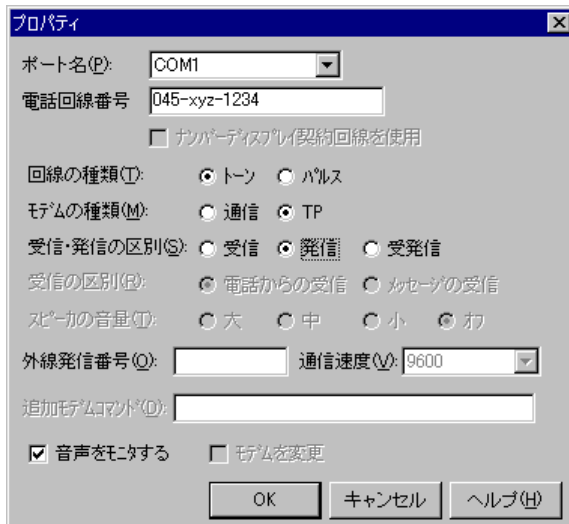 プロパティ
ポート名(P): COM1
電話回線番号 045-xyz-1234
ナンバーディスプレイ契約回線を使用
回線の種類(T): トーン パルス
モデムの種類(M): 通信 TP
受信・発信の区別(S): 受信 発信 受発信
受信の区別(R): 電話からの受信 メッセージの受信
スピーカの音量(T): 大 中 小 オフ
外線発信番号(O): 通信速度(V): 9600
追加モデムコマンド(D):
音声をモニタする モデムを変更
OK キャンセル ヘルプ(H)